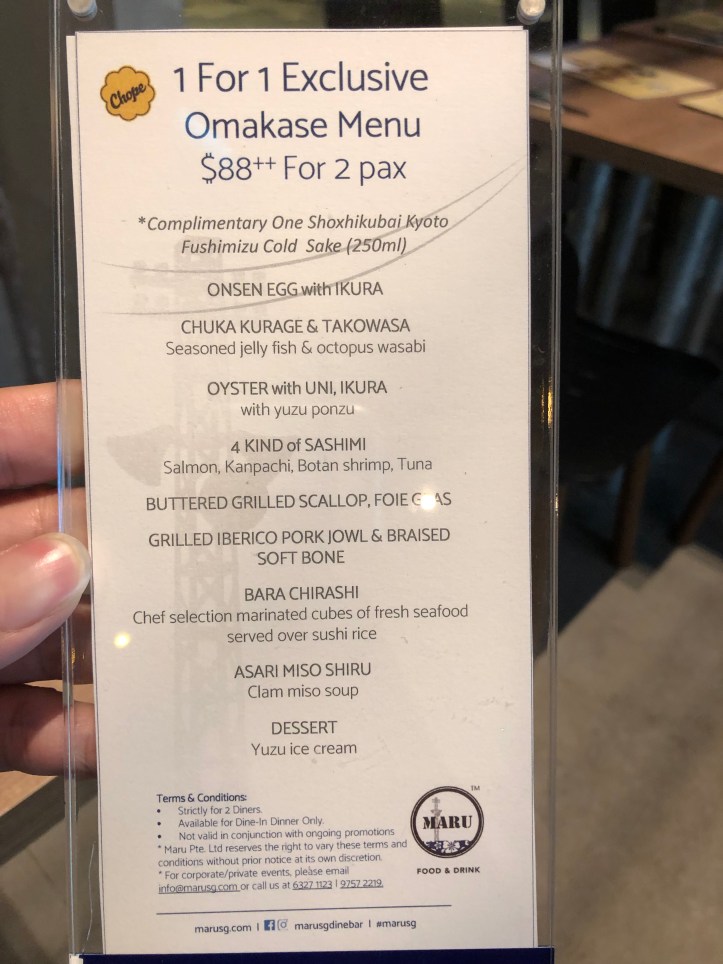 Chope
1 For 1 Exclusive
Omakase Menu
$88++ For 2 pax
*Complimentary One Shoxhikubai Kyoto
Fushimizu Cold Sake (250ml)
ONSEN EGG with IKURA
CHUKA KURAGE & TAKOWASA
Seasoned jelly fish & octopus wasabi
OYSTER with UNI, IKURA
with yuzu ponzu
4 KIND of SASHIMI
Salmon, Kanpachi, Botan shrimp, Tuna
BUTTERED GRILLED SCALLOP, FOIE GRAS
GRILLED IBERICO PORK JOWL & BRAISED
SOFT BONE
BARA CHIRASHI
Chef selection marinated cubes of fresh seafood
served over sushi rice
ASARI MISO SHIRU
Clam miso soup
DESSERT
Yuzu ice cream
Terms & Conditions:
• Strictly for 2 Diners.
• Available for Dine-In Dinner Only.
• Not valid in conjunction with ongoing promotions
* Maru Pte. Ltd reserves the right to vary these terms and
conditions without prior notice at its own discretion.
* For corporate/private events, please email
info@marusg.com or call us at 6327 1123 | 9757 2219.
TM
MARU
FOOD & DRINK
marusg.com | marusgdinebar | #marusg